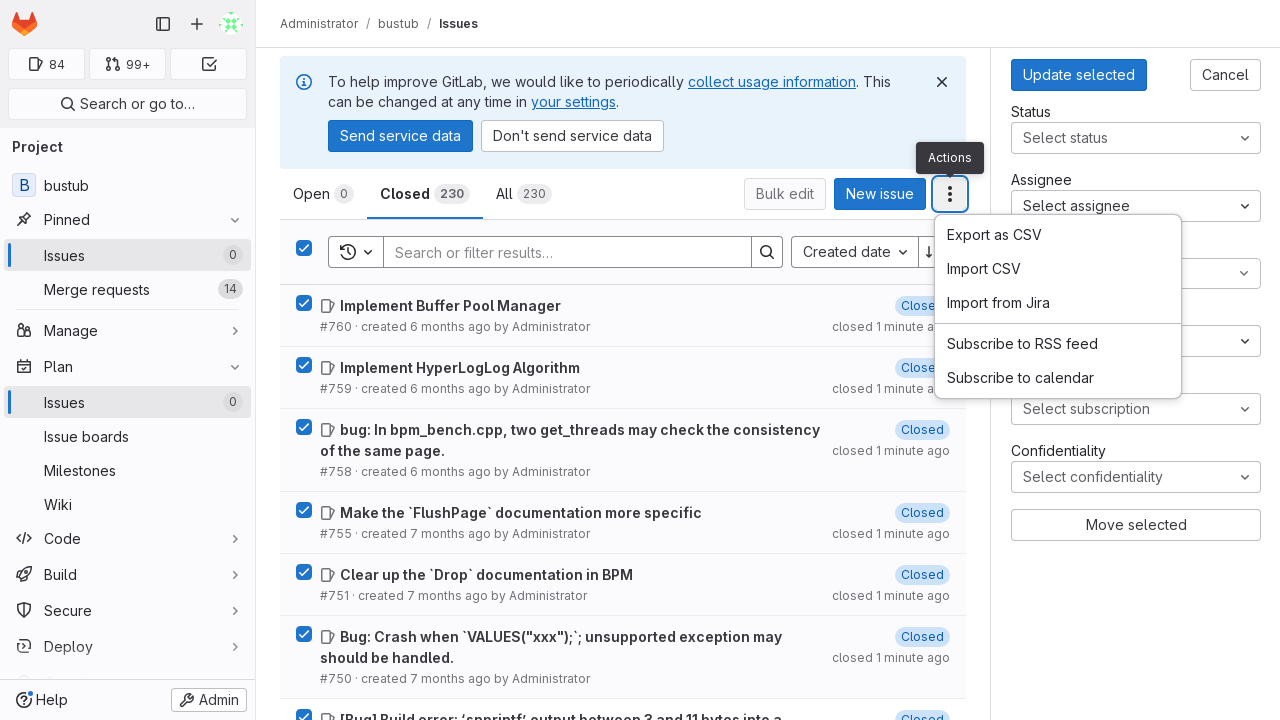 Administrator / bustub / Issues
84
99+
Search or go to…
Project
B bustub
Pinned
Issues 0
Merge requests 14
Manage
Plan
Issues 0
Issue boards
Milestones
Wiki
Code
Build
Secure
Deploy
Help
Admin
To help improve GitLab, we would like to periodically collect usage information. This
can be changed at any time in your settings.
Send service data
Don't send service data
Actions
Open 0
Closed 230
All 230
Bulk edit
New issue
Search or filter results…
Created date
Implement Buffer Pool Manager
Closed
#760 · created 6 months ago by Administrator
closed 1 minute
Implement HyperLogLog Algorithm
Closed
#759 · created 6 months ago by Administrator
closed 1 minute
bug: In bpm_bench.cpp, two get_threads may check the consistency
of the same page.
Closed
closed 1 minute ago
#758 · created 6 months ago by Administrator
Make the `FlushPage` documentation more specific
Closed
#755 · created 7 months ago by Administrator
closed 1 minute ago
Clear up the `Drop` documentation in BPM
Closed
#751 · created 7 months ago by Administrator
closed 1 minute ago
Bug: Crash when `VALUES("xxx");`; unsupported exception may
should be handled.
Closed
closed 1 minute ago
#750 · created 7 months ago by Administrator
[Bug] Build error: ‘snprintf’ output between 3 and 11 bytes into a
Closed
Export as CSV
Import CSV
Import from Jira
Subscribe to RSS feed
Subscribe to calendar
Update selected
Cancel
Status
Select status
Assignee
Select assignee
Select subscription
Confidentiality
Select confidentiality
Move selected